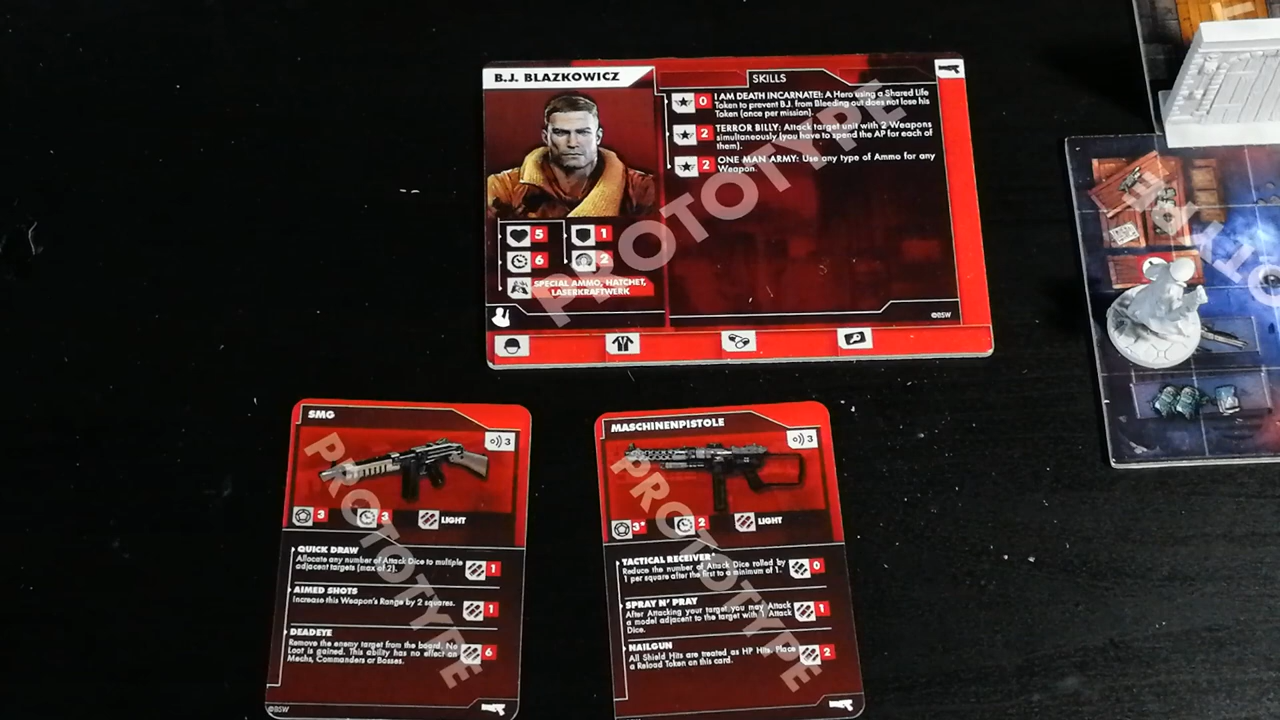 B.J. BLAZKOWICZ
SKILLS
0 I AM DEATH INCARNATE!: A Hero using a Shared Life
Token to prevent B.J. from Bleeding out does not lose his
Token (once per mission).
2 TERROR BILLY: Attack target unit with 2 Weapons
simultaneously (you have to spend the AP for each of
them).
2 ONE MAN ARMY: Use any type of Ammo for any
Weapon.
5 1
6 2
SPECIAL AMMO, HATCHET,
LASERKRAFTWERK
©BSW
PROTOTYPE
SMG
3
3 3 LIGHT
QUICK DRAW
Allocate any number of Attack Dice to multiple
adjacent targets (max of 2). 1
AIMED SHOTS
Increase this Weapon's Range by 2 squares. 1
DEADEYE
Remove the enemy target from the board. No
Loot is gained. This ability has no effect on
Mechs, Commanders or Bosses. 6
©BSW
PROTOTYPE
MASCHINENPISTOLE
3
3* 2 LIGHT
TACTICAL RECEIVER*
Reduce the number of Attack Dice rolled by
1 per square after the first to a minimum of 1. 0
SPRAY N' PRAY
After Attacking your target you may Attack
a model adjacent to the target with 1 Attack
Dice. 1
NAILGUN
All Shield Hits are treated as HP Hits. Place
a Reload Token on this card. 2
PROTOTYPE